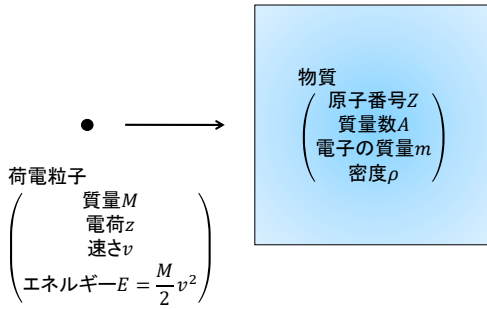 物質
原子番号Z
質量数A
電子の質量m
密度ρ
荷電粒子
質量M
電荷z
速さv
エネルギーE = M/2 v²